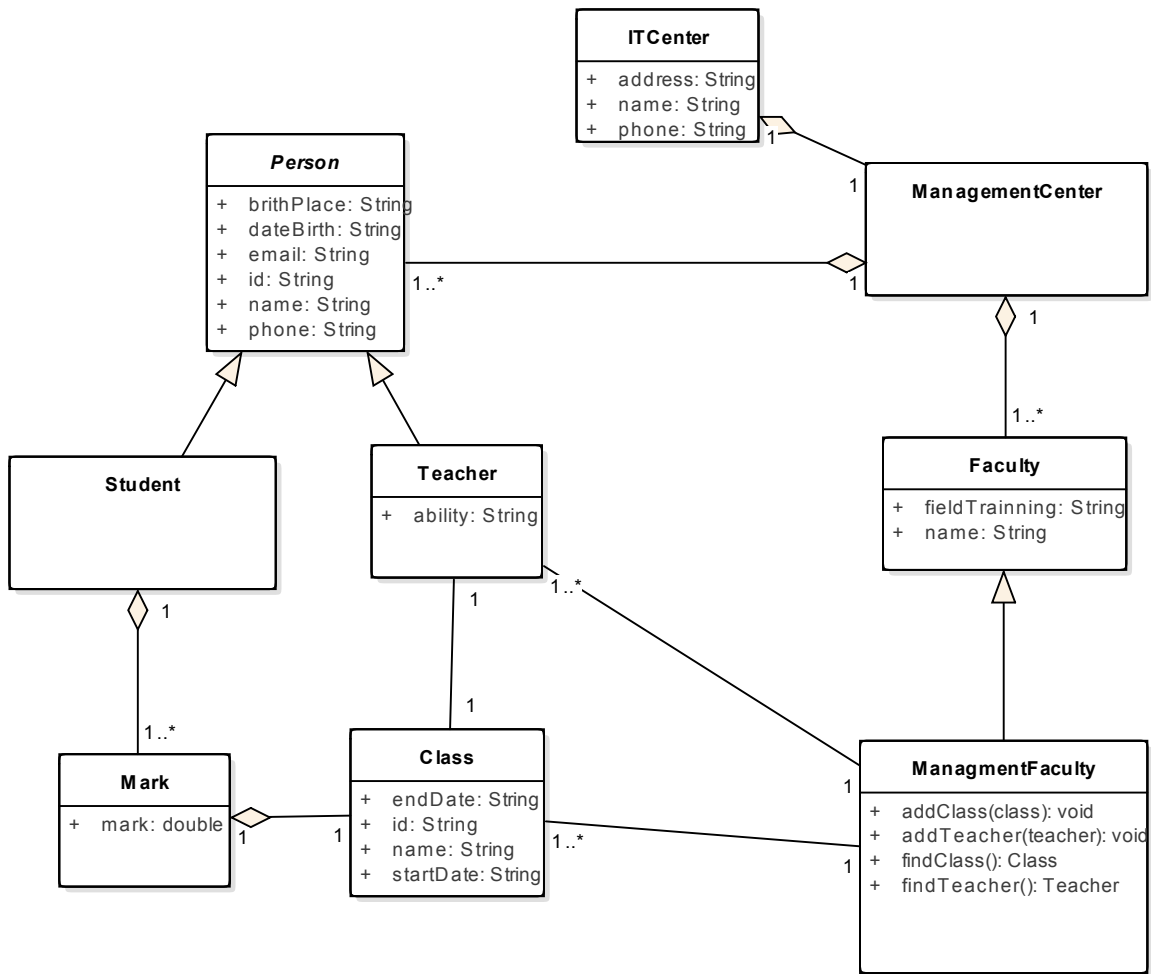 ITCenter
+ address: String
+ name: String
+ phone: String
1
1
ManagementCenter
Person
+ brithPlace: String
+ dateBirth: String
+ email: String
+ id: String
+ name: String
+ phone: String
1..*
1
1
1..*
Student
Teacher
+ ability: String
Faculty
+ fieldTrainning: String
+ name: String
1
1
1..*
1
1..*
Mark
+ mark: double
1
1
Class
+ endDate: String
+ id: String
+ name: String
+ startDate: String
1..*
1
1
ManagmentFaculty
+ addClass(class): void
+ addTeacher(teacher): void
+ findClass(): Class
+ findTeacher(): Teacher